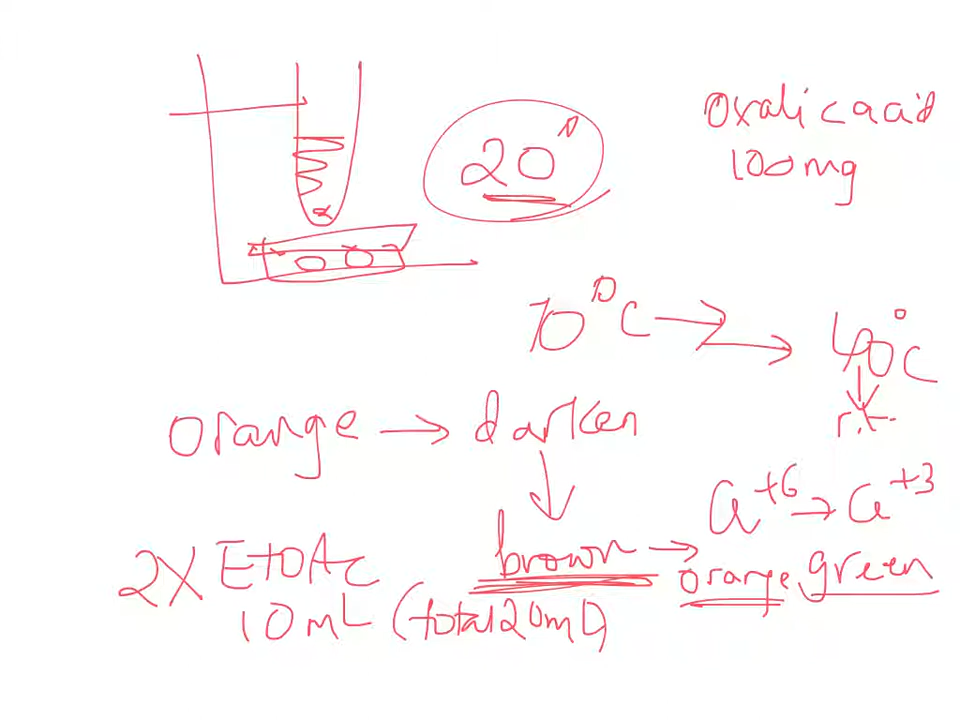 Oxalic acid
100mg
20°
70°C → → 40°C
r.t.
orange → darken
Cr+6 → Cr+3
brown → orange green
2X EtOAc
10mL (total 20mL)